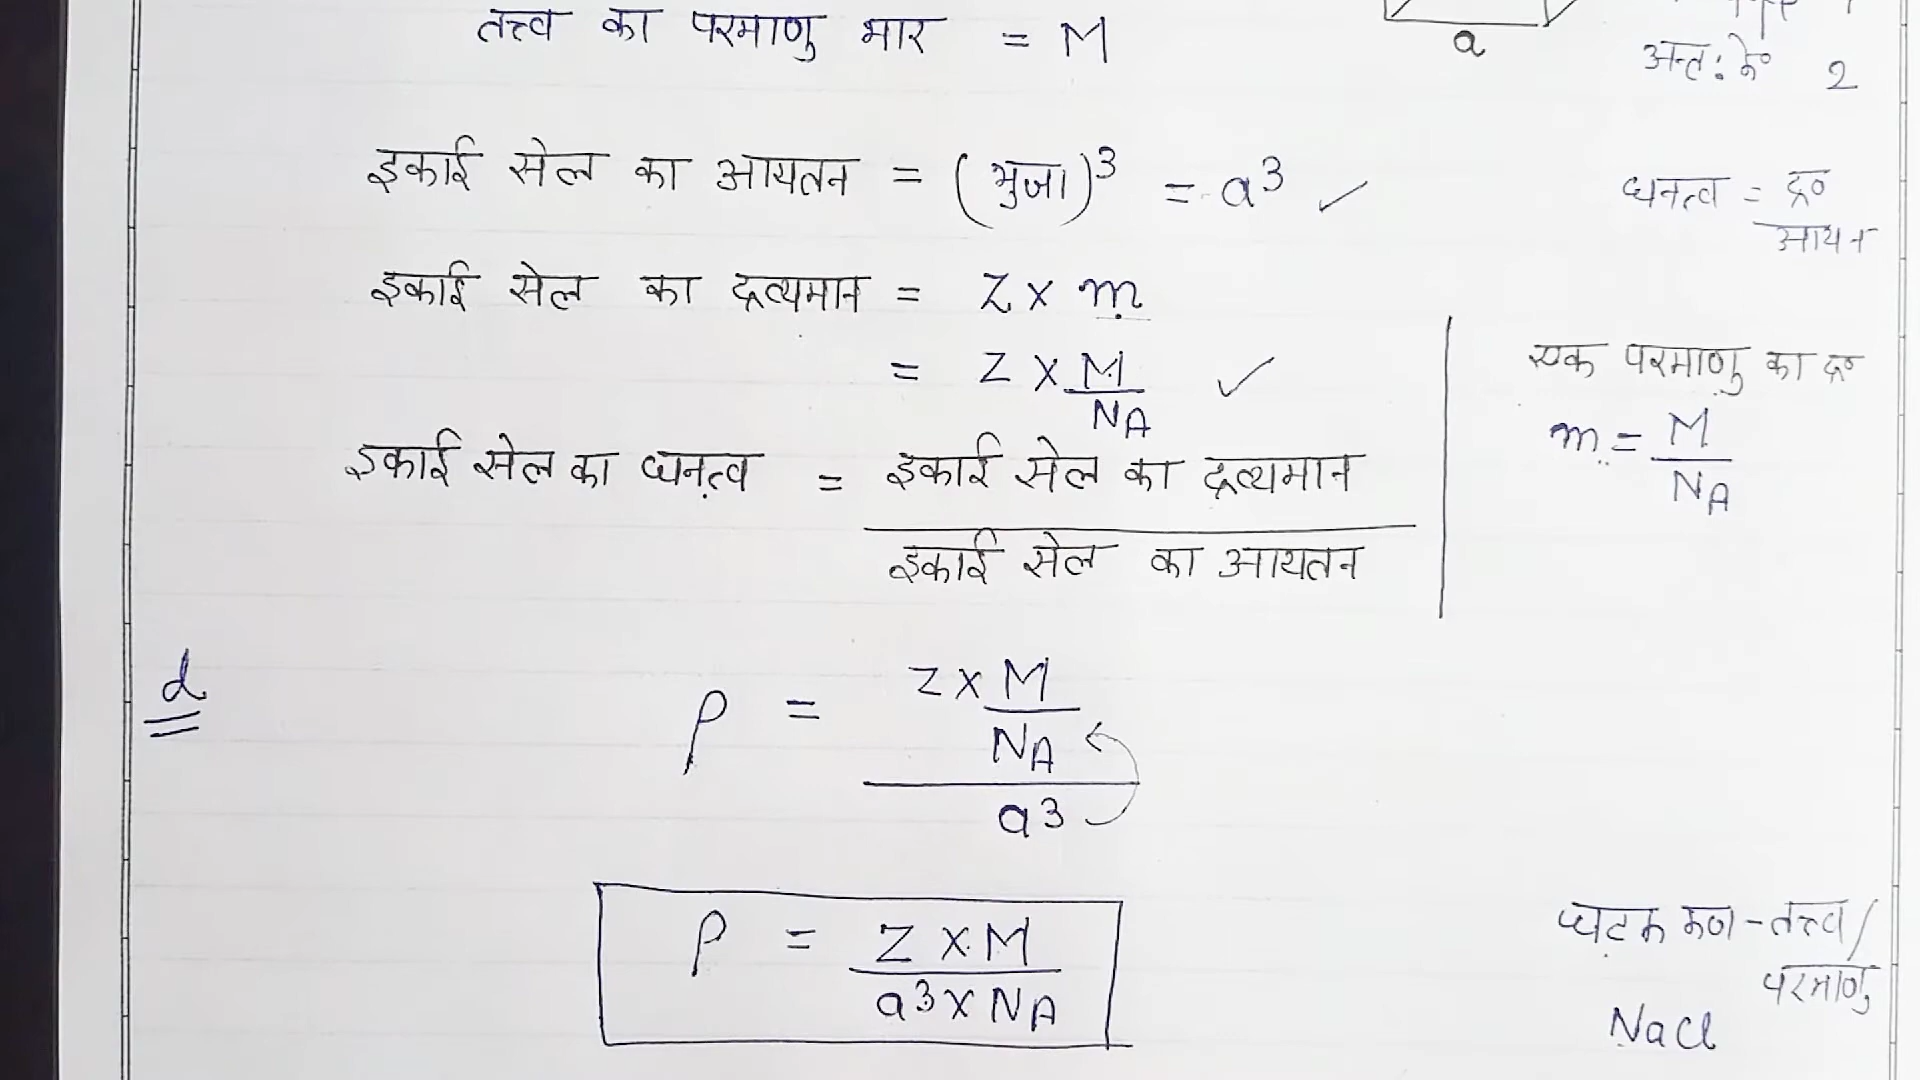 तत्त्व का परमाणु भार = M
a
अन्तः के० 2
इकाई सेल का आयतन = (भुजा)³ = a³ ✓
घनत्व = द्र०
आयतन
इकाई सेल का द्रव्यमान = Z × m
= Z × M
NA
✓
एक परमाणु का द्र०
m = M
NA
इकाई सेल का घनत्व = इकाई सेल का द्रव्यमान
इकाई सेल का आयतन
d
ρ = Z × M
NA
a³
ρ = Z × M
a³ × NA
घटक कण - तत्त्व/
परमाणु
NaCl